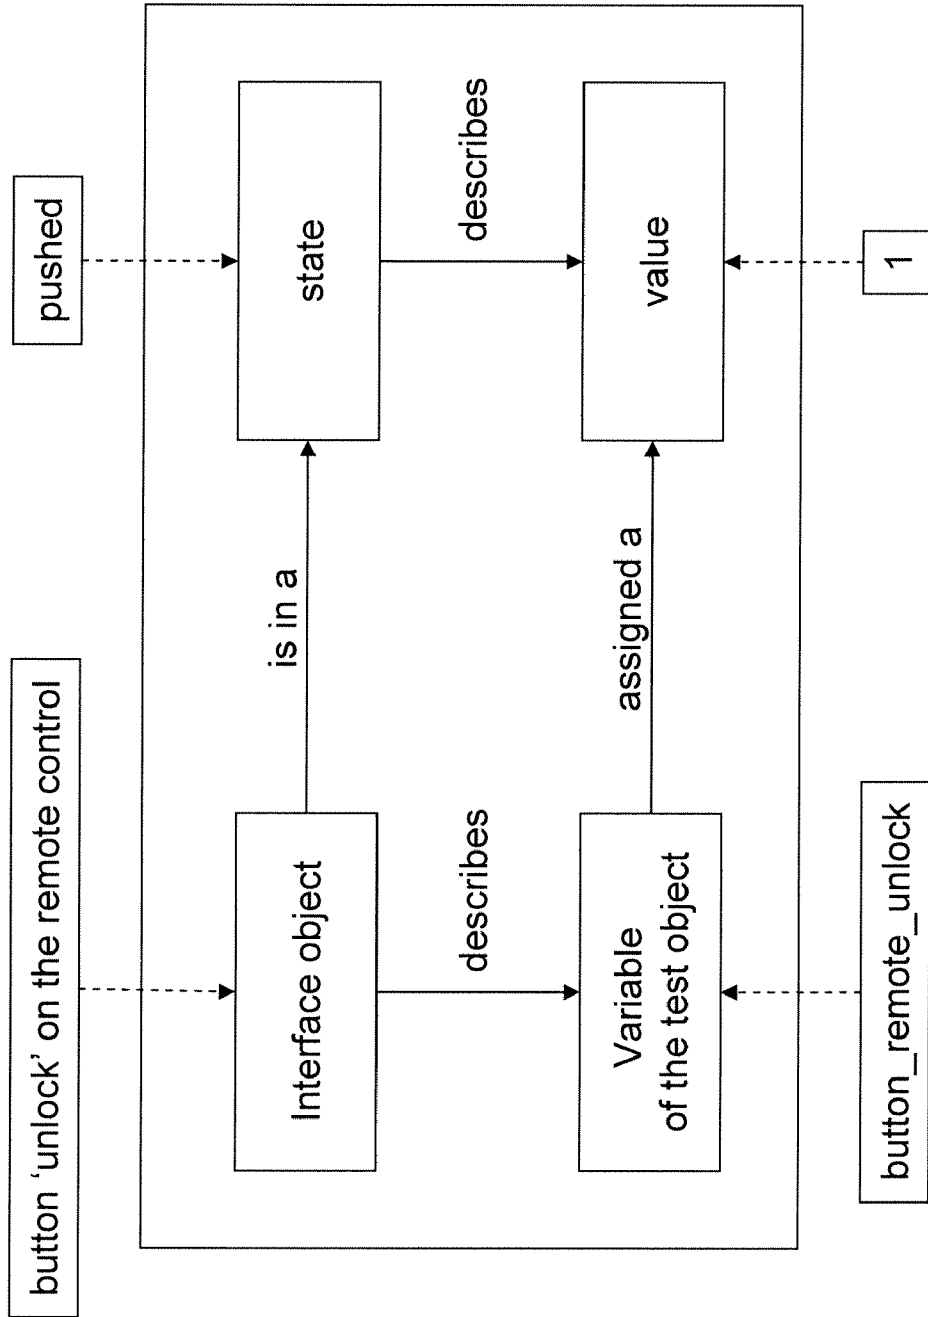 button ‘unlock’ on the remote control
pushed
Interface object
is in a
state
describes
describes
Variable
of the test object
assigned a
value
button_remote_unlock
1